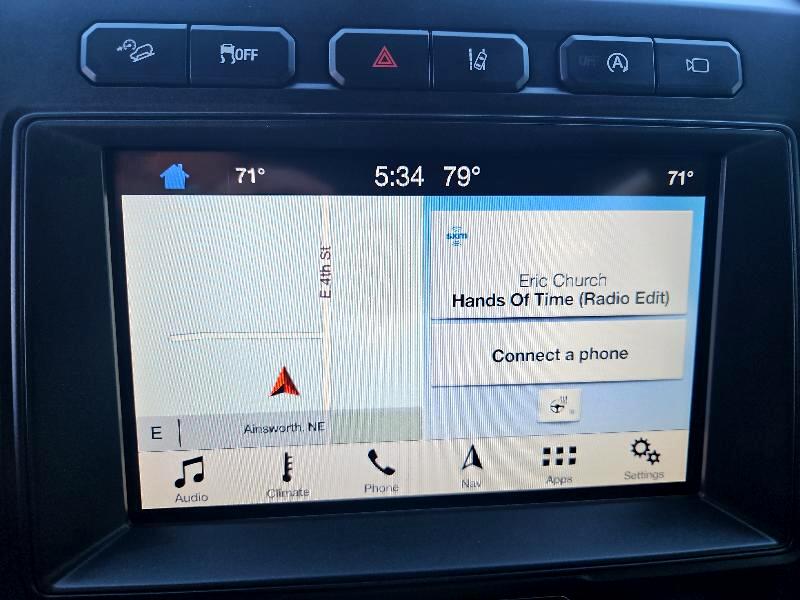 OFF
OFF
A
71° 5:34 79° 71°
sxm
E 4th St
Eric Church
Hands Of Time (Radio Edit)
Connect a phone
E
Ainsworth, NE
Audio Climate Phone Nav Apps Settings